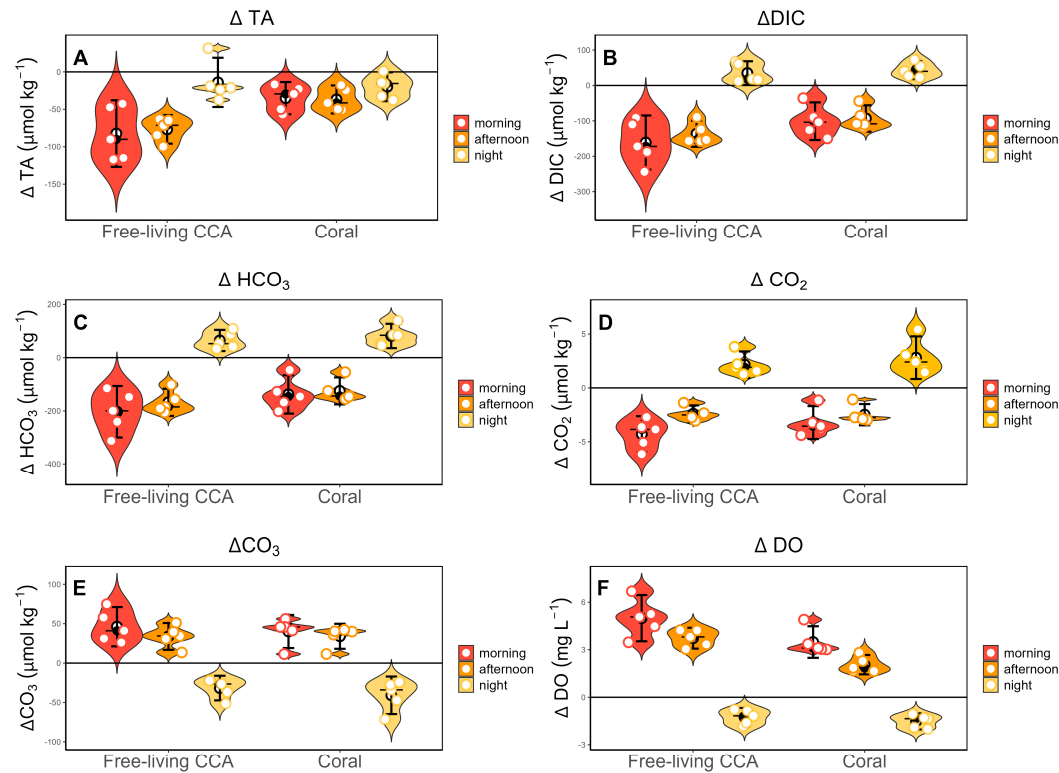 Δ TA
A
Δ TA (μmol kg⁻¹)
0
-50
-100
-150
Free-living CCA
Coral
morning
afternoon
night
ΔDIC
B
Δ DIC (μmol kg⁻¹)
100
0
-100
-200
-300
Free-living CCA
Coral
morning
afternoon
night
Δ HCO₃
C
Δ HCO₃ (μmol kg⁻¹)
200
0
-200
-400
Free-living CCA
Coral
morning
afternoon
night
Δ CO₂
D
Δ CO₂ (μmol kg⁻¹)
5
0
-5
Free-living CCA
Coral
morning
afternoon
night
ΔCO₃
E
ΔCO₃ (μmol kg⁻¹)
100
50
0
-50
-100
Free-living CCA
Coral
morning
afternoon
night
Δ DO
F
Δ DO (mg L⁻¹)
6
3
0
-3
Free-living CCA
Coral
morning
afternoon
night